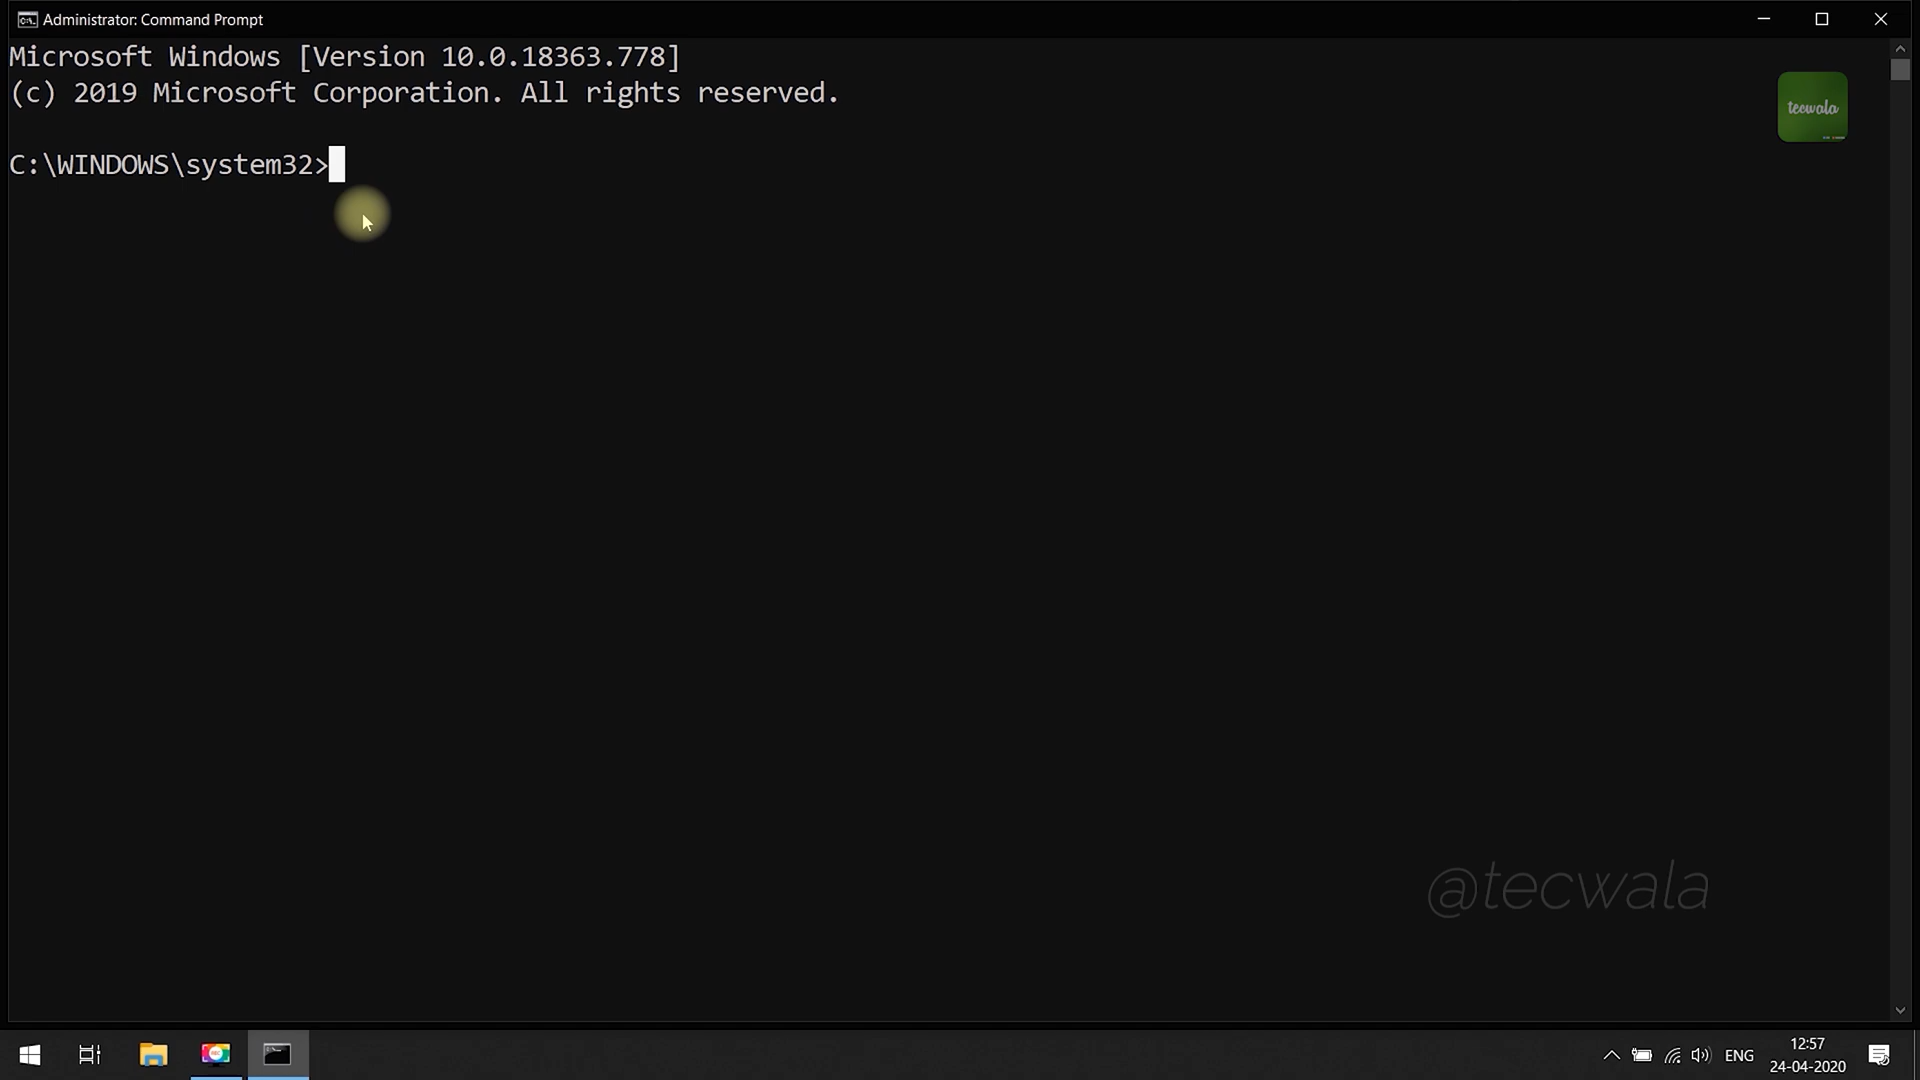 Administrator: Command Prompt
Microsoft Windows [Version 10.0.18363.778]
(c) 2019 Microsoft Corporation. All rights reserved.
tecwala
C:\WINDOWS\system32>
@tecwala
ENG
12:57
24-04-2020